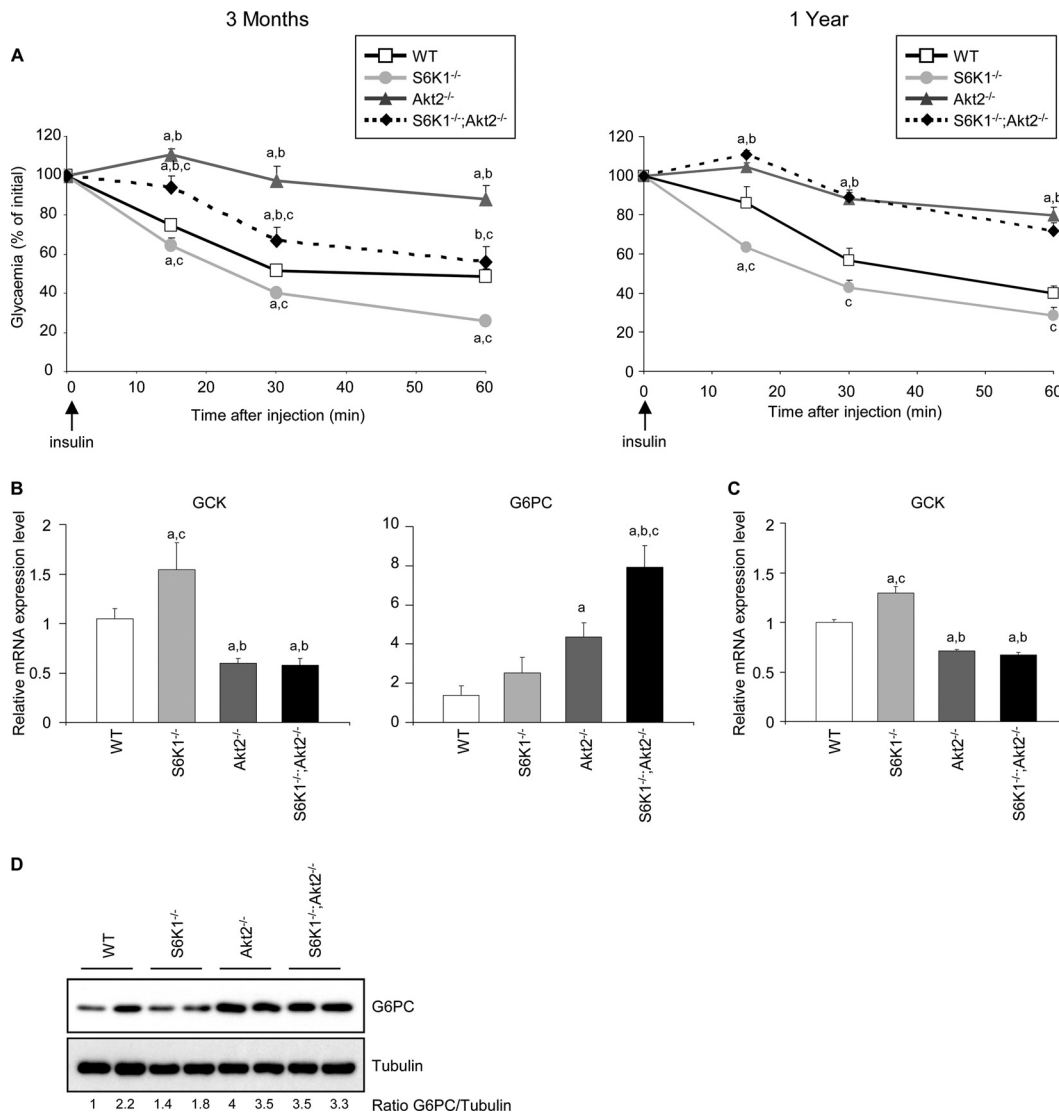 3 Months
1 Year
A
WT
S6K1-/-
Akt2-/-
S6K1-/-;Akt2-/-
Glycaemia (% of initial)
120
100
80
60
40
20
0
a,b
a,b,c
a,c
a,b
a,b,c
a,c
a,b
b,c
a,c
0 10 20 30 40 50 60
Time after injection (min)
insulin
WT
S6K1-/-
Akt2-/-
S6K1-/-;Akt2-/-
120
100
80
60
40
20
0
a,b
a,c
a,b
c
a,b
c
0 10 20 30 40 50 60
Time after injection (min)
insulin
B
GCK
Relative mRNA expression level
2
1.5
1
0.5
0
a,c
a,b
a,b
WT
S6K1-/-
Akt2-/-
S6K1-/-;Akt2-/-
G6PC
10
8
6
4
2
0
a
a,b,c
WT
S6K1-/-
Akt2-/-
S6K1-/-;Akt2-/-
C
GCK
Relative mRNA expression level
2
1.5
1
0.5
0
a,c
a,b
a,b
WT
S6K1-/-
Akt2-/-
S6K1-/-;Akt2-/-
D
WT
S6K1-/-
Akt2-/-
S6K1-/-;Akt2-/-
G6PC
Tubulin
1 2.2 1.4 1.8 4 3.5 3.5 3.3 Ratio G6PC/Tubulin